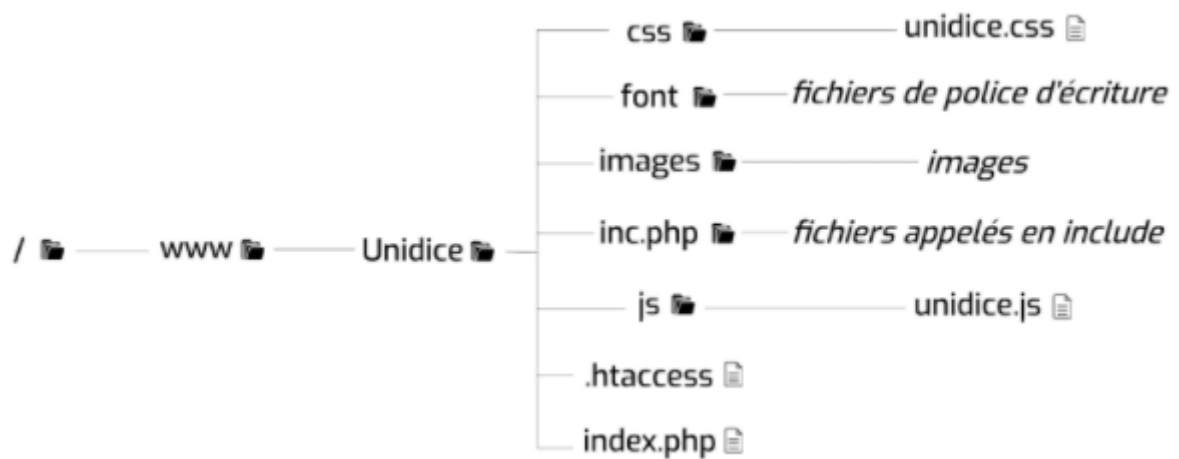 css unidice.css
font fichiers de police d'écriture
images images
inc.php fichiers appelés en include
/ www Unidice
js unidice.js
.htaccess
index.php